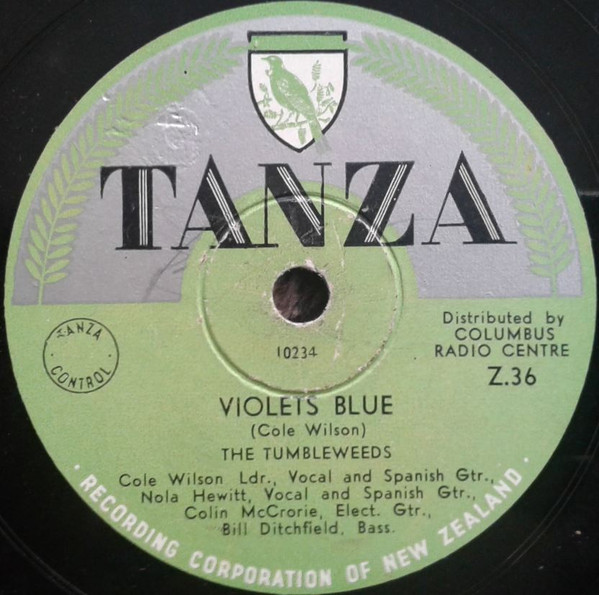 TANZA
TANZA
CONTROL
Distributed by
COLUMBUS
RADIO CENTRE
Z.36
10234
VIOLETS BLUE
(Cole Wilson)
THE TUMBLEWEEDS
Cole Wilson Ldr., Vocal and Spanish Gtr.,
Nola Hewitt, Vocal and Spanish Gtr.,
Colin McCrorie, Elect. Gtr.,
Bill Ditchfield, Bass.
· RECORDING CORPORATION OF NEW ZEALAND ·